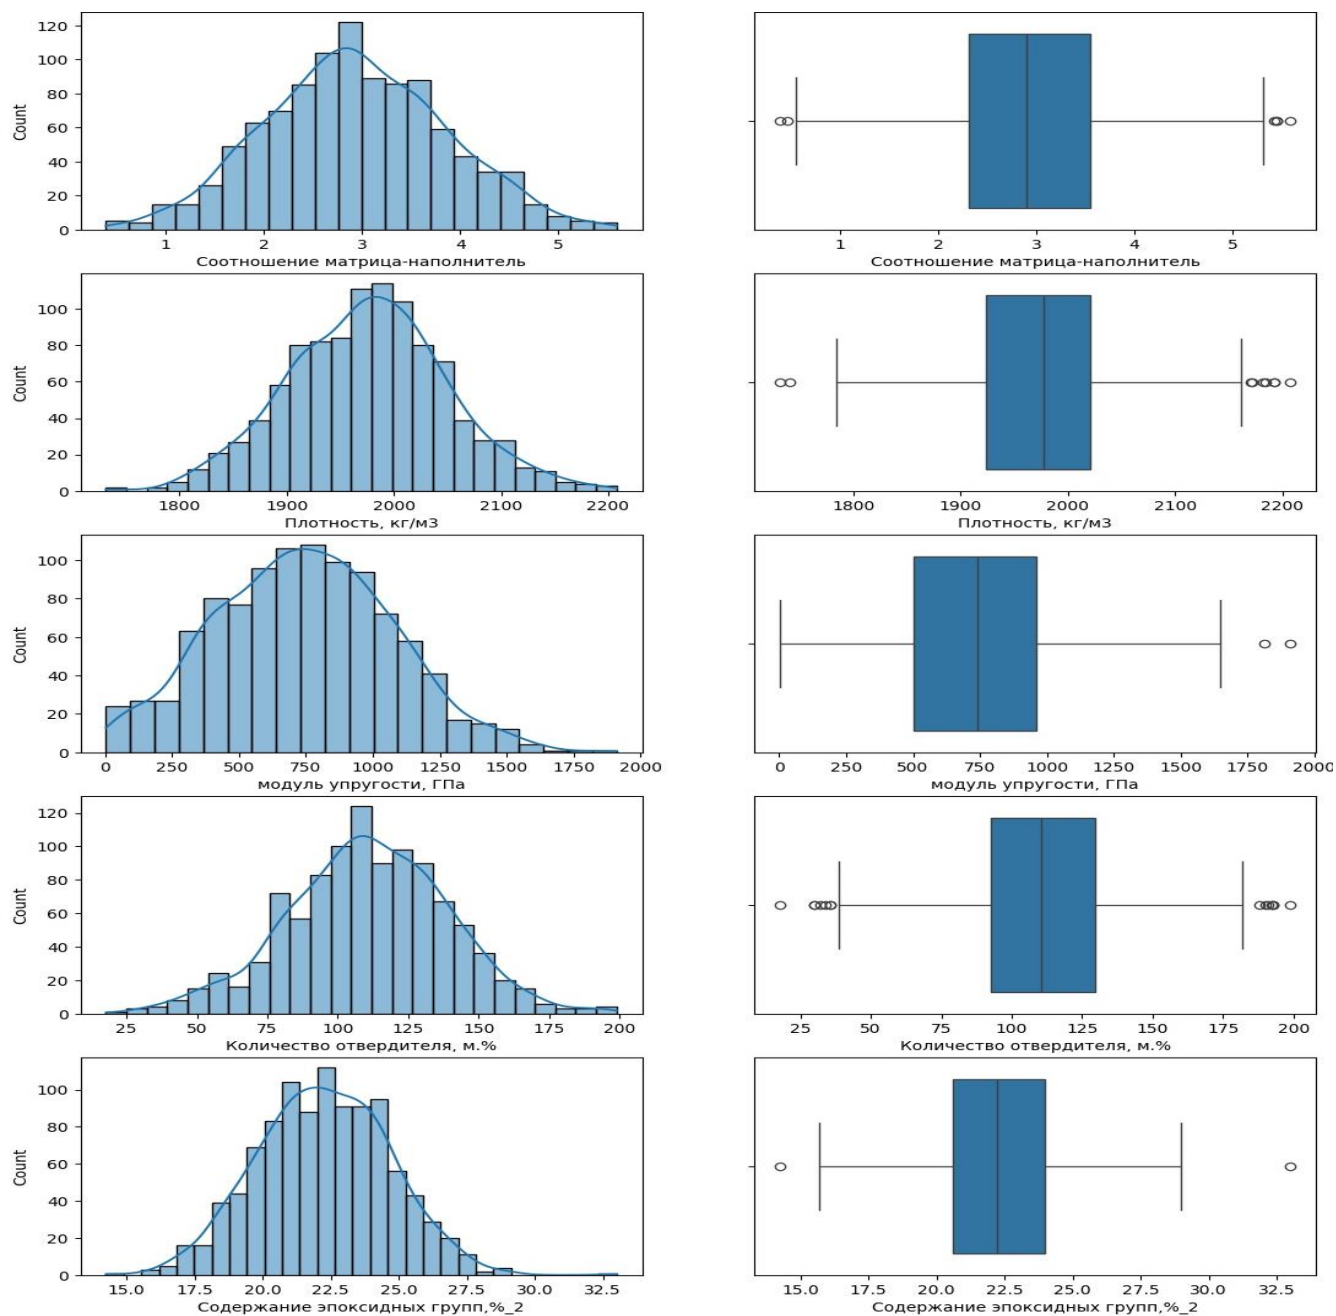 120
100
80
60
40
20
0
Count
1 2 3 4 5
Соотношение матрица-наполнитель
1 2 3 4 5
Соотношение матрица-наполнитель
100
80
60
40
20
0
Count
1800 1900 2000 2100 2200
Плотность, кг/м3
1800 1900 2000 2100 2200
Плотность, кг/м3
100
80
60
40
20
0
Count
0 250 500 750 1000 1250 1500 1750 2000
модуль упругости, ГПа
0 250 500 750 1000 1250 1500 1750 2000
модуль упругости, ГПа
120
100
80
60
40
20
0
Count
25 50 75 100 125 150 175 200
Количество отвердителя, м.%
25 50 75 100 125 150 175 200
Количество отвердителя, м.%
100
80
60
40
20
0
Count
15.0 17.5 20.0 22.5 25.0 27.5 30.0 32.5
Содержание эпоксидных групп,%_2
15.0 17.5 20.0 22.5 25.0 27.5 30.0 32.5
Содержание эпоксидных групп,%_2